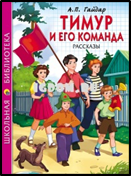 ШКОЛЬНАЯ БИБЛИОТЕКА
А.П. Гайдар
ТИМУР
И ЕГО КОМАНДА
РАССКАЗЫ